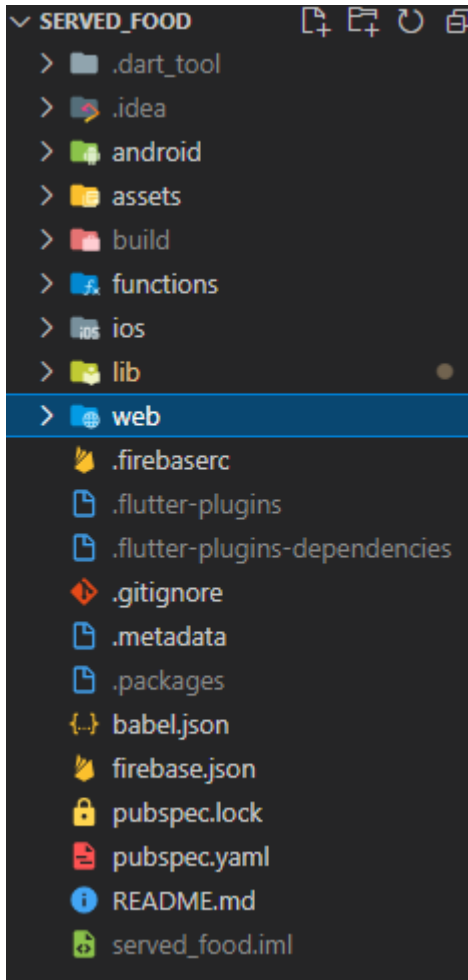 SERVED_FOOD
.dart_tool
.idea
android
assets
build
functions
ios
lib
web
.firebaserc
.flutter-plugins
.flutter-plugins-dependencies
.gitignore
.metadata
.packages
babel.json
firebase.json
pubspec.lock
pubspec.yaml
README.md
served_food.iml